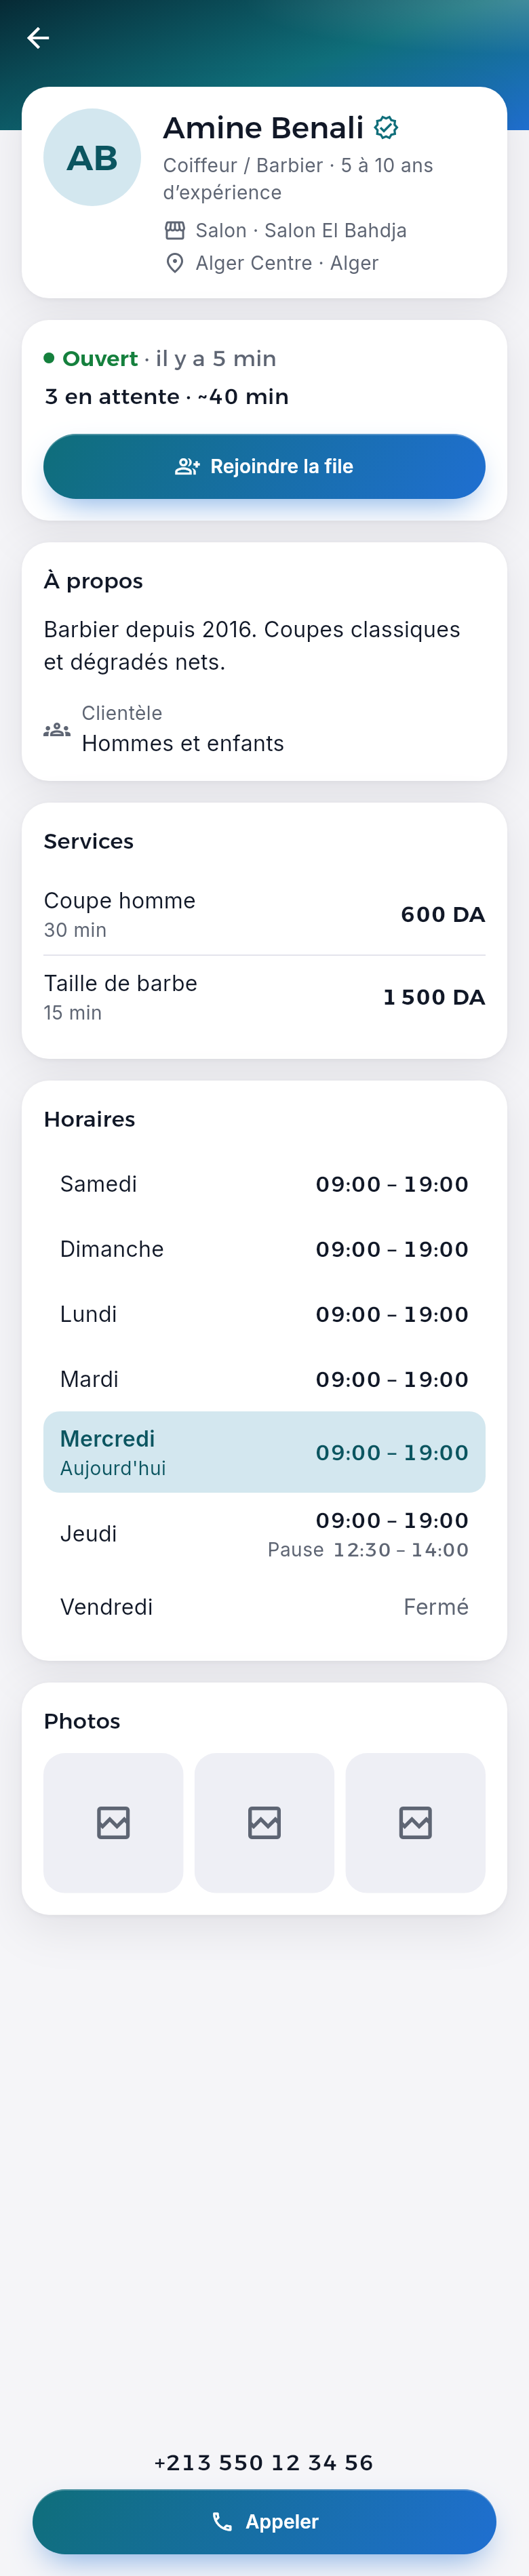 AB
Amine Benali
Coiffeur / Barbier · 5 à 10 ans
d’expérience
Salon · Salon El Bahdja
Alger Centre · Alger
Ouvert · il y a 5 min
3 en attente · ~40 min
Rejoindre la file
À propos
Barbier depuis 2016. Coupes classiques
et dégradés nets.
Clientèle
Hommes et enfants
Services
Coupe homme
30 min
600 DA
Taille de barbe
15 min
1 500 DA
Horaires
Samedi 09:00 – 19:00
Dimanche 09:00 – 19:00
Lundi 09:00 – 19:00
Mardi 09:00 – 19:00
Mercredi 09:00 – 19:00
Aujourd'hui
Jeudi 09:00 – 19:00
Pause 12:30 – 14:00
Vendredi Fermé
Photos
+213 550 12 34 56
Appeler